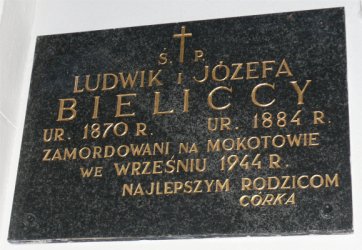 Ś. P.
LUDWIK I JÓZEFA
BIELICCY
UR. 1870 R. UR. 1884 R.
ZAMORDOWANI NA MOKOTOWIE
WE WRZEŚNIU 1944 R.
NAJLEPSZYM RODZICOM
CÓRKA